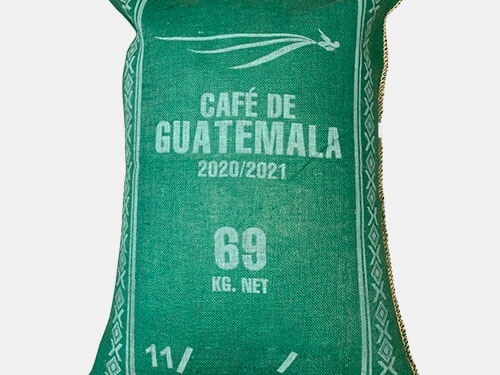 CAFÉ DE
GUATEMALA
2020/2021
69
KG. NET
11/ /